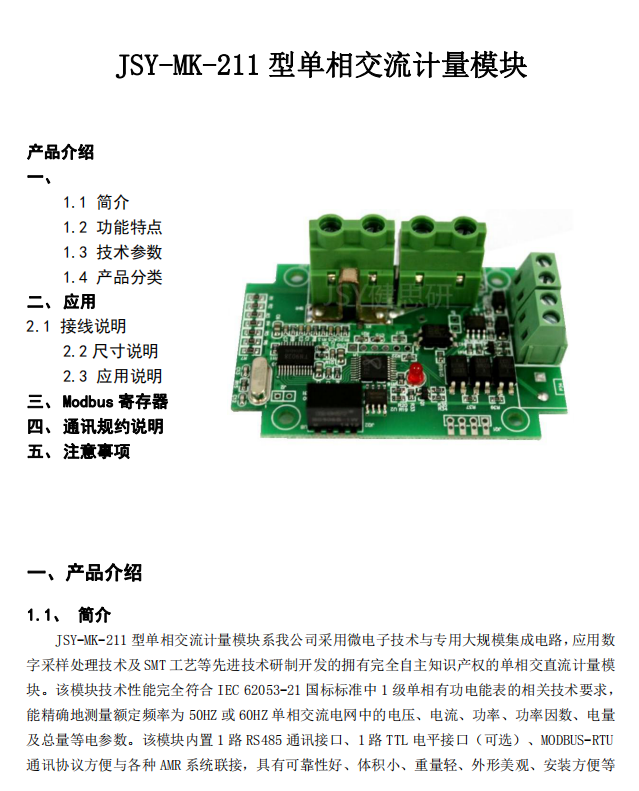 JSY-MK-211 型单相交流计量模块
产品介绍
一、
1.1 简介
1.2 功能特点
1.3 技术参数
1.4 产品分类
二、应用
2.1 接线说明
2.2尺寸说明
2.3 应用说明
三、Modbus寄存器
四、通讯规约说明
五、注意事项
JSY健思研
一、产品介绍
1.1、 简介
JSY-MK-211 型单相交流计量模块系我公司采用微电子技术与专用大规模集成电路，应用数
字采样处理技术及SMT工艺等先进技术研制开发的拥有完全自主知识产权的单相交直流计量模
块。该模块技术性能完全符合 IEC 62053-21 国标标准中 1 级单相有功电能表的相关技术要求，
能精确地测量额定频率为 50HZ 或 60HZ 单相交流电网中的电压、电流、功率、功率因数、电量
及总量等电参数。该模块内置 1 路 RS485 通讯接口、1 路 TTL 电平接口（可选）、MODBUS-RTU
通讯协议方便与各种 AMR 系统联接，具有可靠性好、体积小、重量轻、外形美观、安装方便等